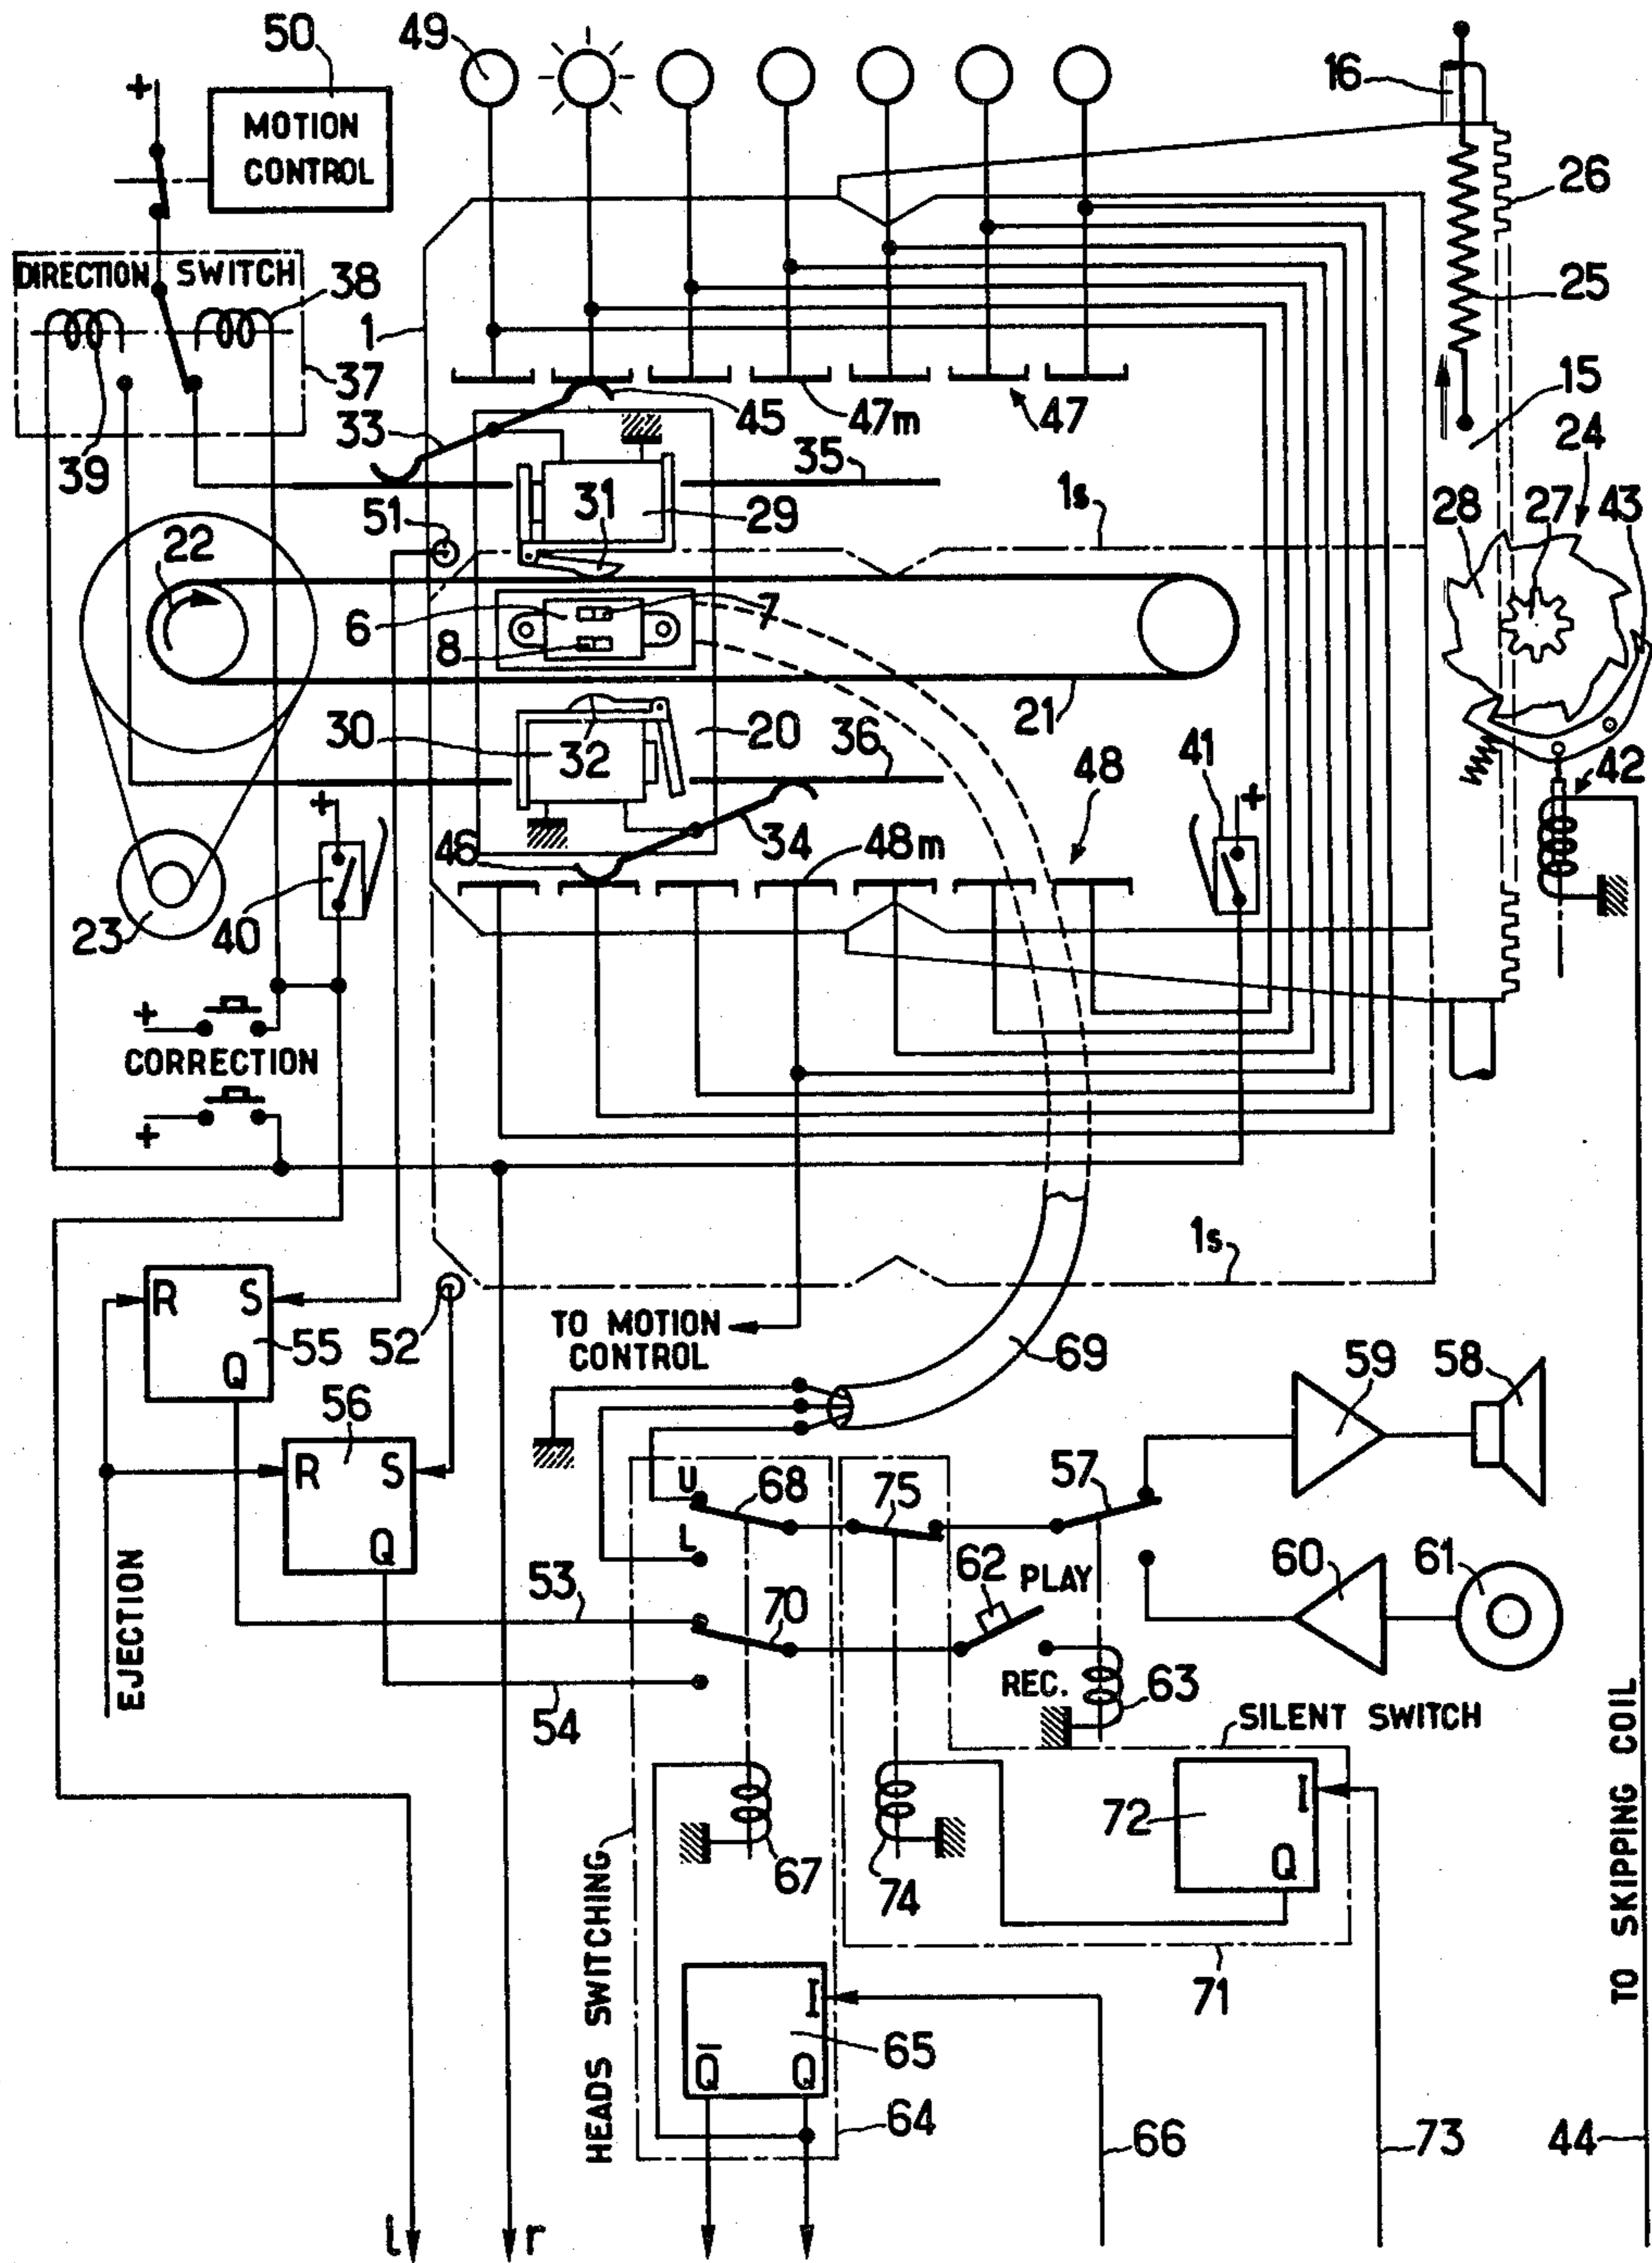 50
49
16
+
MOTION
CONTROL
26
DIRECTION SWITCH
38
25
1
37
15
45
47m
47
24
33
39
35
51
31
29
1s
28
27
43
22
6
7
8
21
30
32
20
36
41
48
42
+
+
34
46
48m
23
40
+
CORRECTION
+
1s
R
S
55
52
Q
TO MOTION
CONTROL
69
59
58
56
R
S
Q
U
68
75
57
L
62
PLAY
60
61
53
70
EJECTION
REC.
63
54
SILENT SWITCH
TO SKIPPING COIL
I
72
67
74
Q
HEADS SWITCHING
71
I
65
Q̅
Q
64
66
73
44
l
r